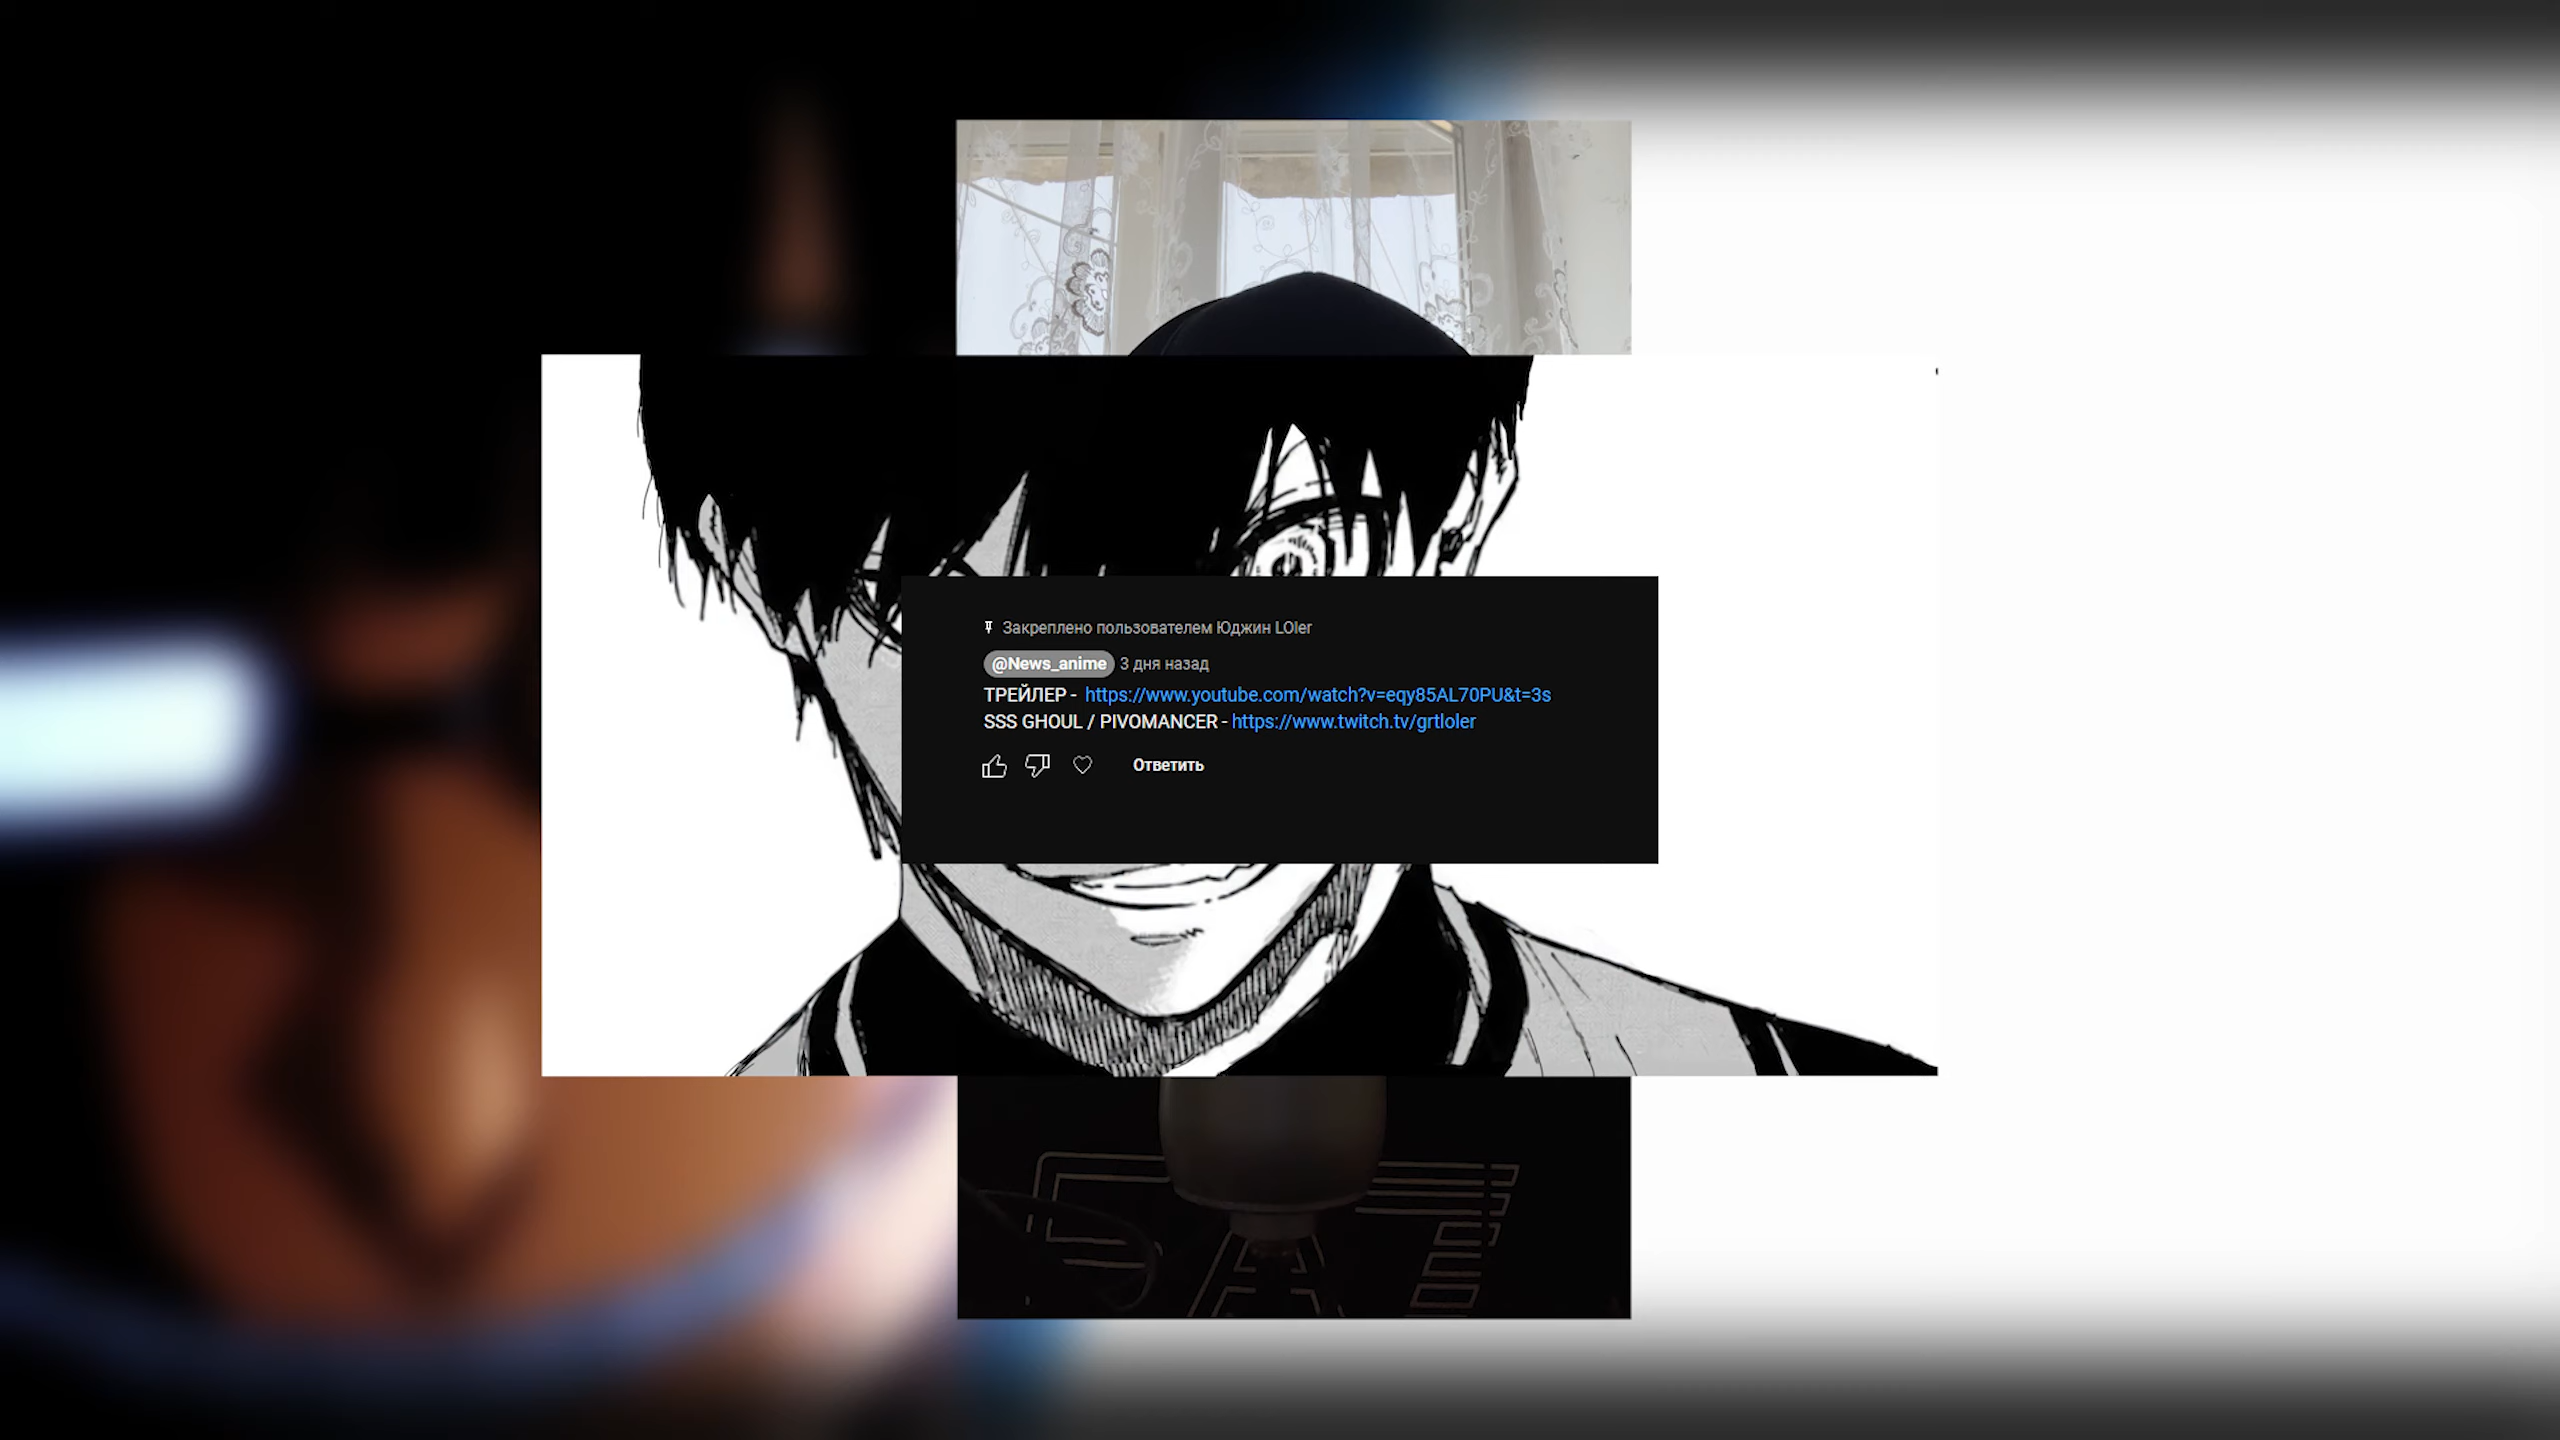 Закреплено пользователем Юджин LOler
@News_anime 3 дня назад
ТРЕЙЛЕР - https://www.youtube.com/watch?v=eqy85AL70PU&t=3s
SSS GHOUL / PIVOMANCER - https://www.twitch.tv/grtloler
Ответить